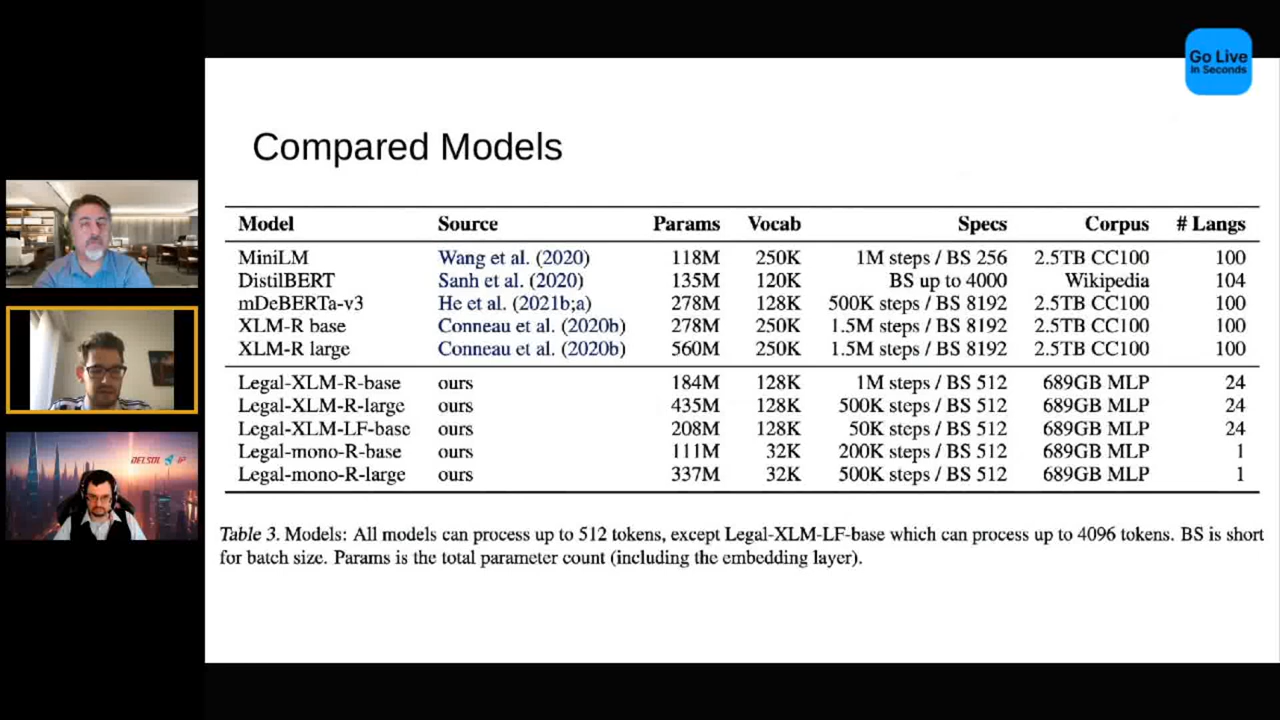 Go Live
in Seconds
Compared Models
Model Source Params Vocab Specs Corpus # Langs
MiniLM Wang et al. (2020) 118M 250K 1M steps / BS 256 2.5TB CC100 100
DistilBERT Sanh et al. (2020) 135M 120K BS up to 4000 Wikipedia 104
mDeBERTa-v3 He et al. (2021b;a) 278M 128K 500K steps / BS 8192 2.5TB CC100 100
XLM-R base Conneau et al. (2020b) 278M 250K 1.5M steps / BS 8192 2.5TB CC100 100
XLM-R large Conneau et al. (2020b) 560M 250K 1.5M steps / BS 8192 2.5TB CC100 100
Legal-XLM-R-base ours 184M 128K 1M steps / BS 512 689GB MLP 24
Legal-XLM-R-large ours 435M 128K 500K steps / BS 512 689GB MLP 24
Legal-XLM-LF-base ours 208M 128K 50K steps / BS 512 689GB MLP 24
Legal-mono-R-base ours 111M 32K 200K steps / BS 512 689GB MLP 1
Legal-mono-R-large ours 337M 32K 500K steps / BS 512 689GB MLP 1
Table 3. Models: All models can process up to 512 tokens, except Legal-XLM-LF-base which can process up to 4096 tokens. BS is short
for batch size. Params is the total parameter count (including the embedding layer).
DELSOL IP